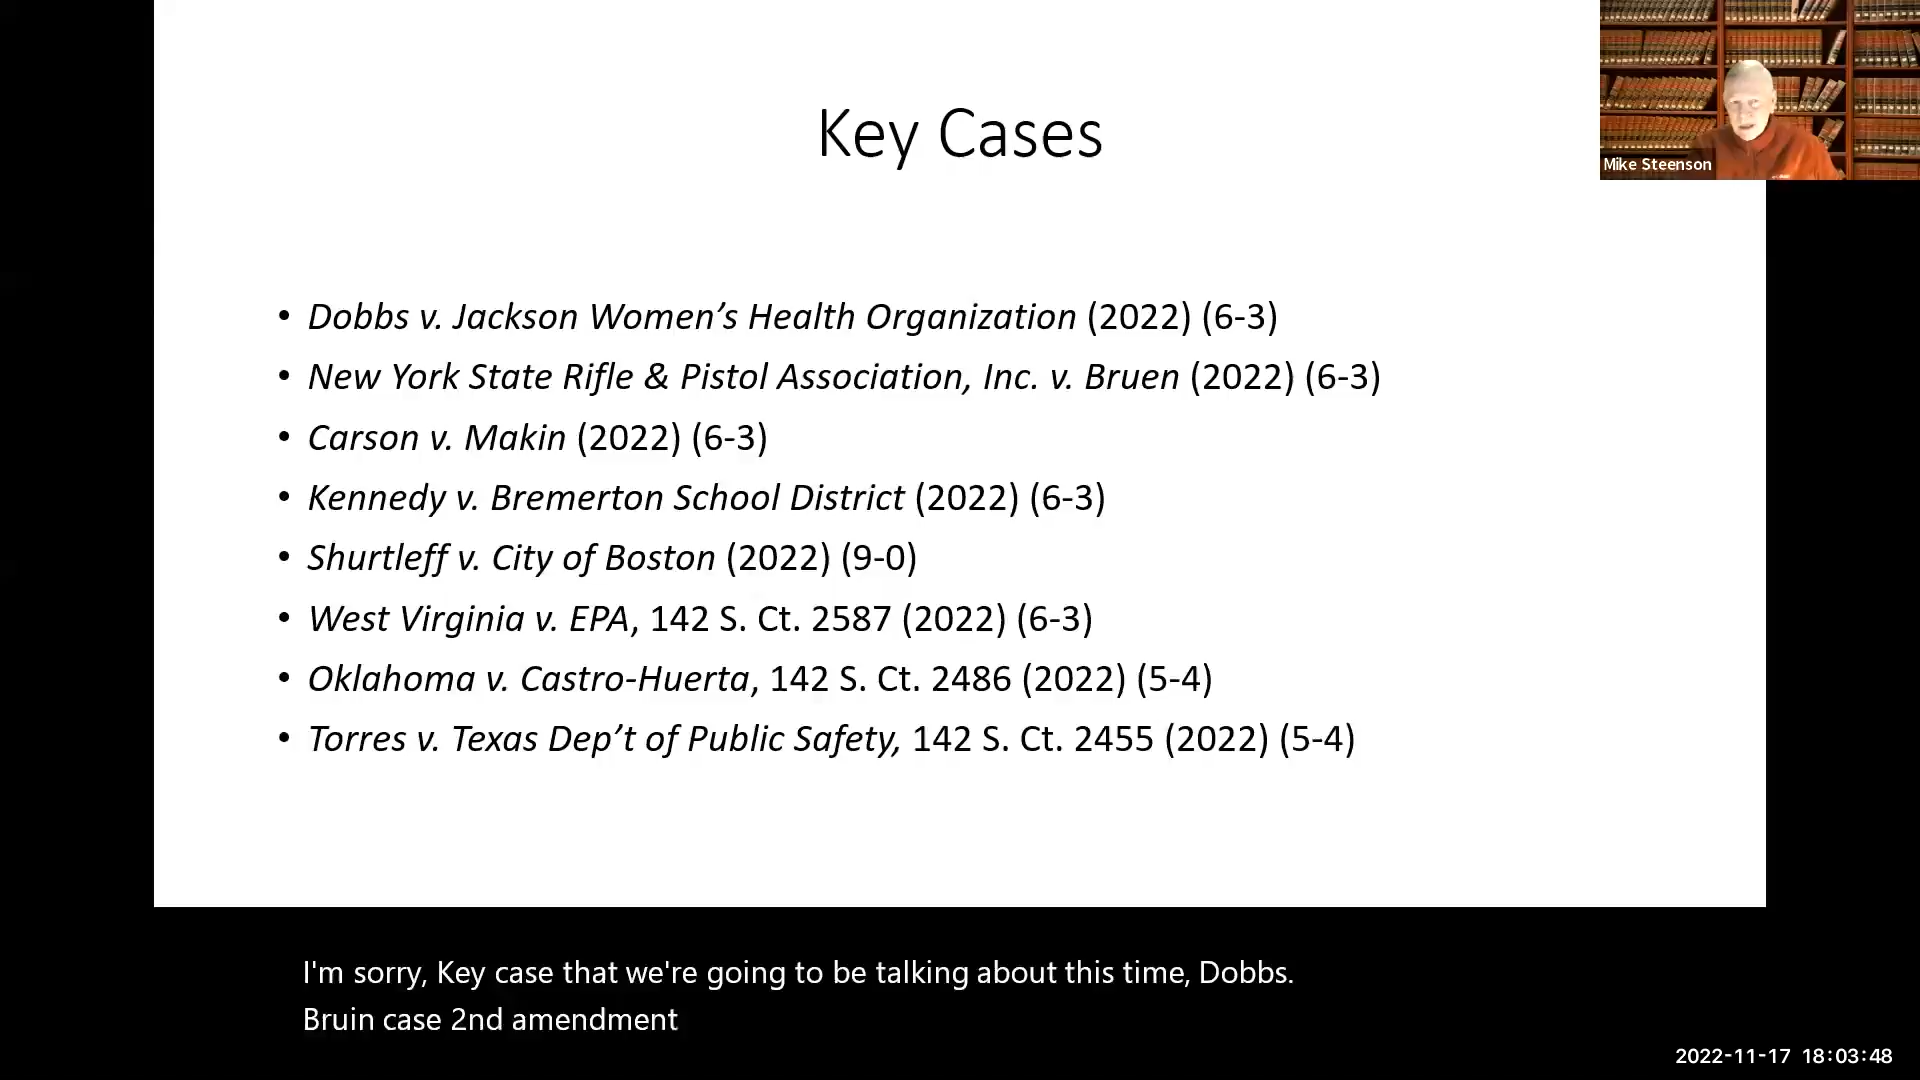 Key Cases
Mike Steenson
• Dobbs v. Jackson Women’s Health Organization (2022) (6-3)
• New York State Rifle & Pistol Association, Inc. v. Bruen (2022) (6-3)
• Carson v. Makin (2022) (6-3)
• Kennedy v. Bremerton School District (2022) (6-3)
• Shurtleff v. City of Boston (2022) (9-0)
• West Virginia v. EPA, 142 S. Ct. 2587 (2022) (6-3)
• Oklahoma v. Castro-Huerta, 142 S. Ct. 2486 (2022) (5-4)
• Torres v. Texas Dep’t of Public Safety, 142 S. Ct. 2455 (2022) (5-4)
I'm sorry, Key case that we're going to be talking about this time, Dobbs.
Bruin case 2nd amendment
2022-11-17 18:03:48